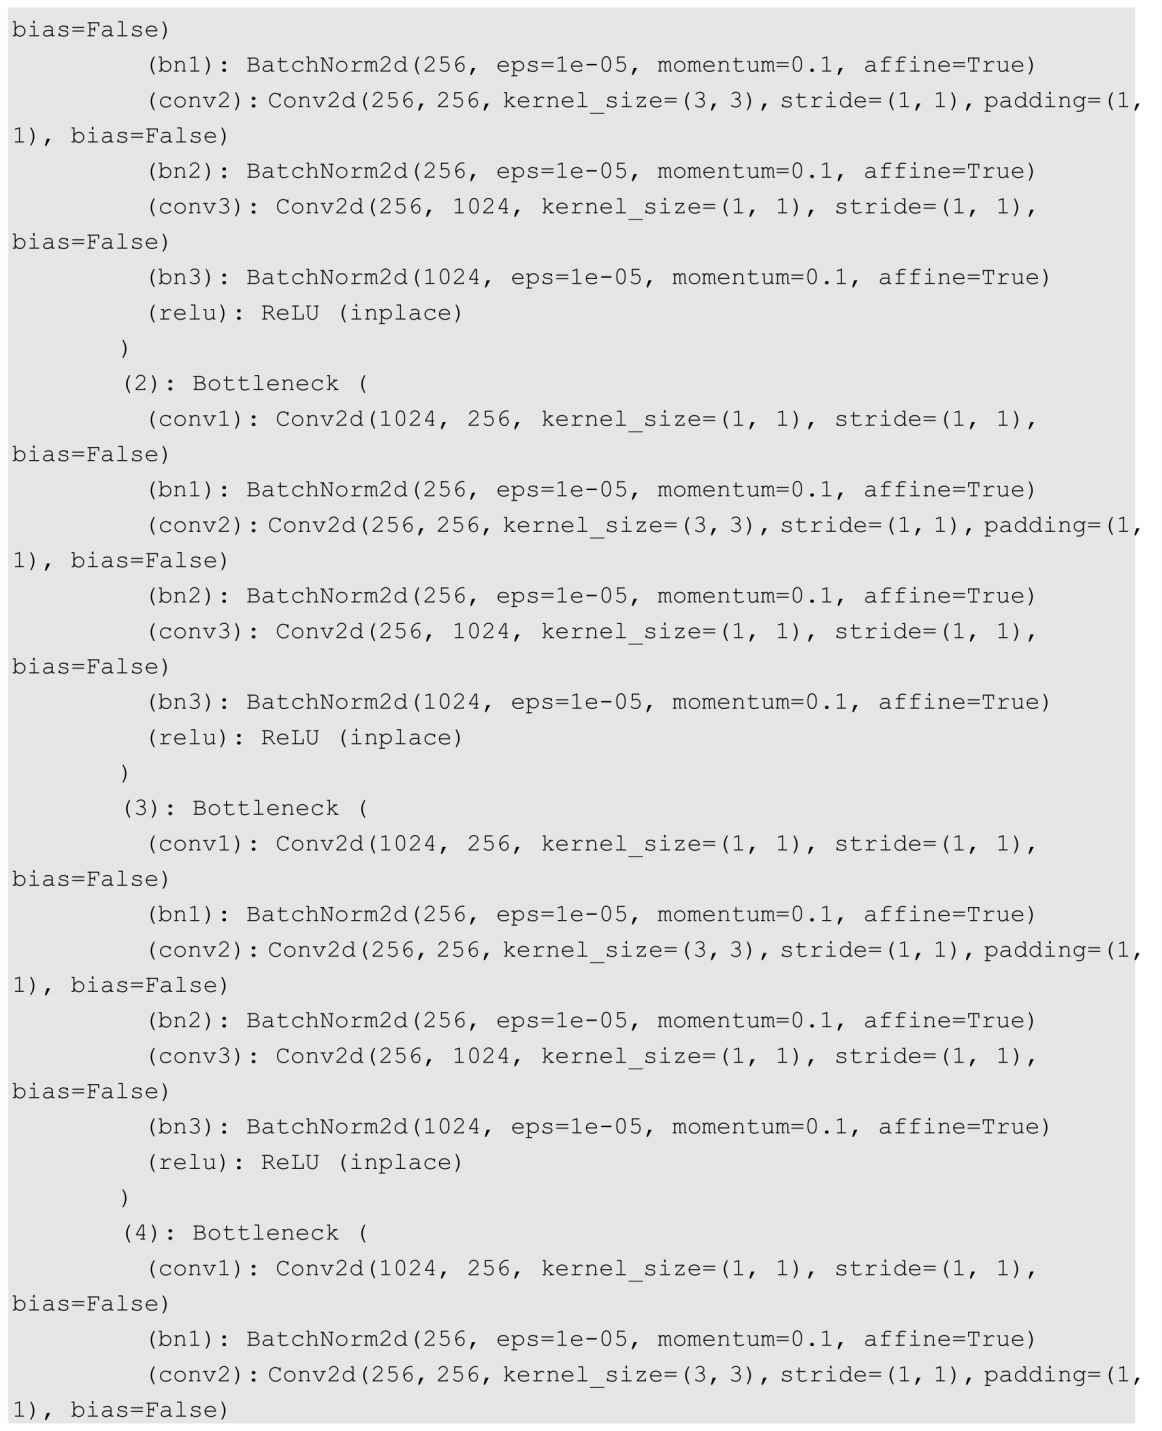 bias=False)
(bn1): BatchNorm2d(256, eps=1e-05, momentum=0.1, affine=True)
(conv2): Conv2d(256, 256, kernel_size=(3, 3), stride=(1, 1), padding=(1,
1), bias=False)
(bn2): BatchNorm2d(256, eps=1e-05, momentum=0.1, affine=True)
(conv3): Conv2d(256, 1024, kernel_size=(1, 1), stride=(1, 1),
bias=False)
(bn3): BatchNorm2d(1024, eps=1e-05, momentum=0.1, affine=True)
(relu): ReLU (inplace)
)
(2): Bottleneck (
(conv1): Conv2d(1024, 256, kernel_size=(1, 1), stride=(1, 1),
bias=False)
(bn1): BatchNorm2d(256, eps=1e-05, momentum=0.1, affine=True)
(conv2): Conv2d(256, 256, kernel_size=(3, 3), stride=(1, 1), padding=(1,
1), bias=False)
(bn2): BatchNorm2d(256, eps=1e-05, momentum=0.1, affine=True)
(conv3): Conv2d(256, 1024, kernel_size=(1, 1), stride=(1, 1),
bias=False)
(bn3): BatchNorm2d(1024, eps=1e-05, momentum=0.1, affine=True)
(relu): ReLU (inplace)
)
(3): Bottleneck (
(conv1): Conv2d(1024, 256, kernel_size=(1, 1), stride=(1, 1),
bias=False)
(bn1): BatchNorm2d(256, eps=1e-05, momentum=0.1, affine=True)
(conv2): Conv2d(256, 256, kernel_size=(3, 3), stride=(1, 1), padding=(1,
1), bias=False)
(bn2): BatchNorm2d(256, eps=1e-05, momentum=0.1, affine=True)
(conv3): Conv2d(256, 1024, kernel_size=(1, 1), stride=(1, 1),
bias=False)
(bn3): BatchNorm2d(1024, eps=1e-05, momentum=0.1, affine=True)
(relu): ReLU (inplace)
)
(4): Bottleneck (
(conv1): Conv2d(1024, 256, kernel_size=(1, 1), stride=(1, 1),
bias=False)
(bn1): BatchNorm2d(256, eps=1e-05, momentum=0.1, affine=True)
(conv2): Conv2d(256, 256, kernel_size=(3, 3), stride=(1, 1), padding=(1,
1), bias=False)